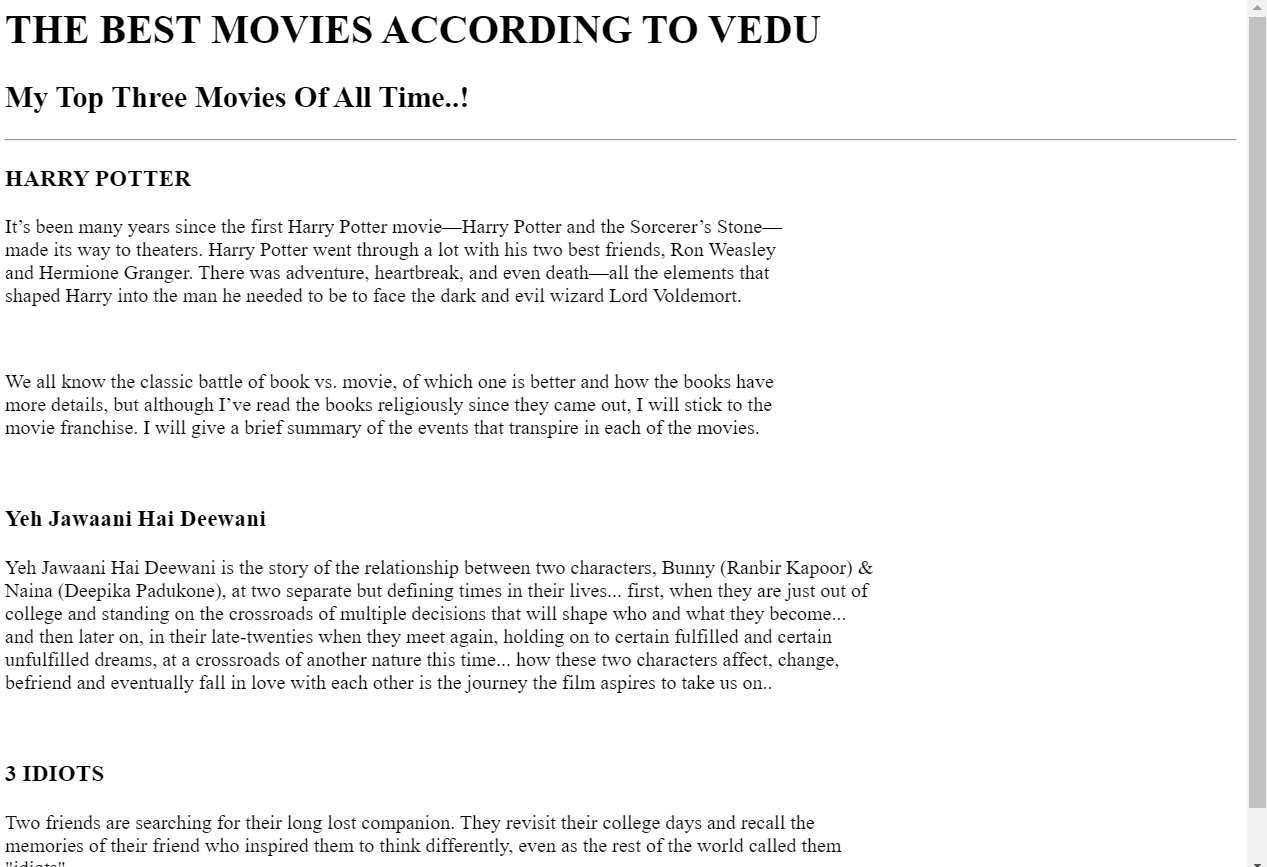 THE BEST MOVIES ACCORDING TO VEDU
My Top Three Movies Of All Time..!
HARRY POTTER
It’s been many years since the first Harry Potter movie—Harry Potter and the Sorcerer’s Stone—
made its way to theaters. Harry Potter went through a lot with his two best friends, Ron Weasley
and Hermione Granger. There was adventure, heartbreak, and even death—all the elements that
shaped Harry into the man he needed to be to face the dark and evil wizard Lord Voldemort.
We all know the classic battle of book vs. movie, of which one is better and how the books have
more details, but although I’ve read the books religiously since they came out, I will stick to the
movie franchise. I will give a brief summary of the events that transpire in each of the movies.
Yeh Jawaani Hai Deewani
Yeh Jawaani Hai Deewani is the story of the relationship between two characters, Bunny (Ranbir Kapoor) &
Naina (Deepika Padukone), at two separate but defining times in their lives... first, when they are just out of
college and standing on the crossroads of multiple decisions that will shape who and what they become...
and then later on, in their late-twenties when they meet again, holding on to certain fulfilled and certain
unfulfilled dreams, at a crossroads of another nature this time... how these two characters affect, change,
befriend and eventually fall in love with each other is the journey the film aspires to take us on..
3 IDIOTS
Two friends are searching for their long lost companion. They revisit their college days and recall the
memories of their friend who inspired them to think differently, even as the rest of the world called them
"idiots"